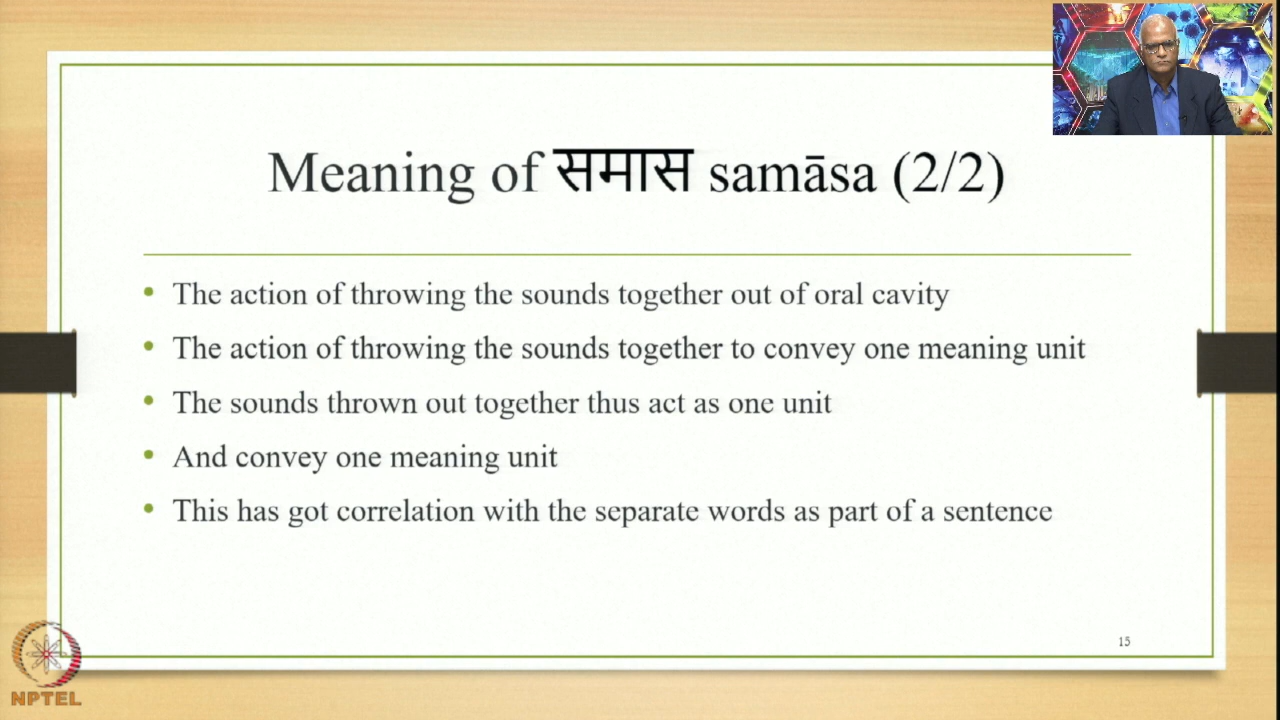 Meaning of समास samāsa (2/2)
The action of throwing the sounds together out of oral cavity
The action of throwing the sounds together to convey one meaning unit
The sounds thrown out together thus act as one unit
And convey one meaning unit
This has got correlation with the separate words as part of a sentence
15
NPTEL